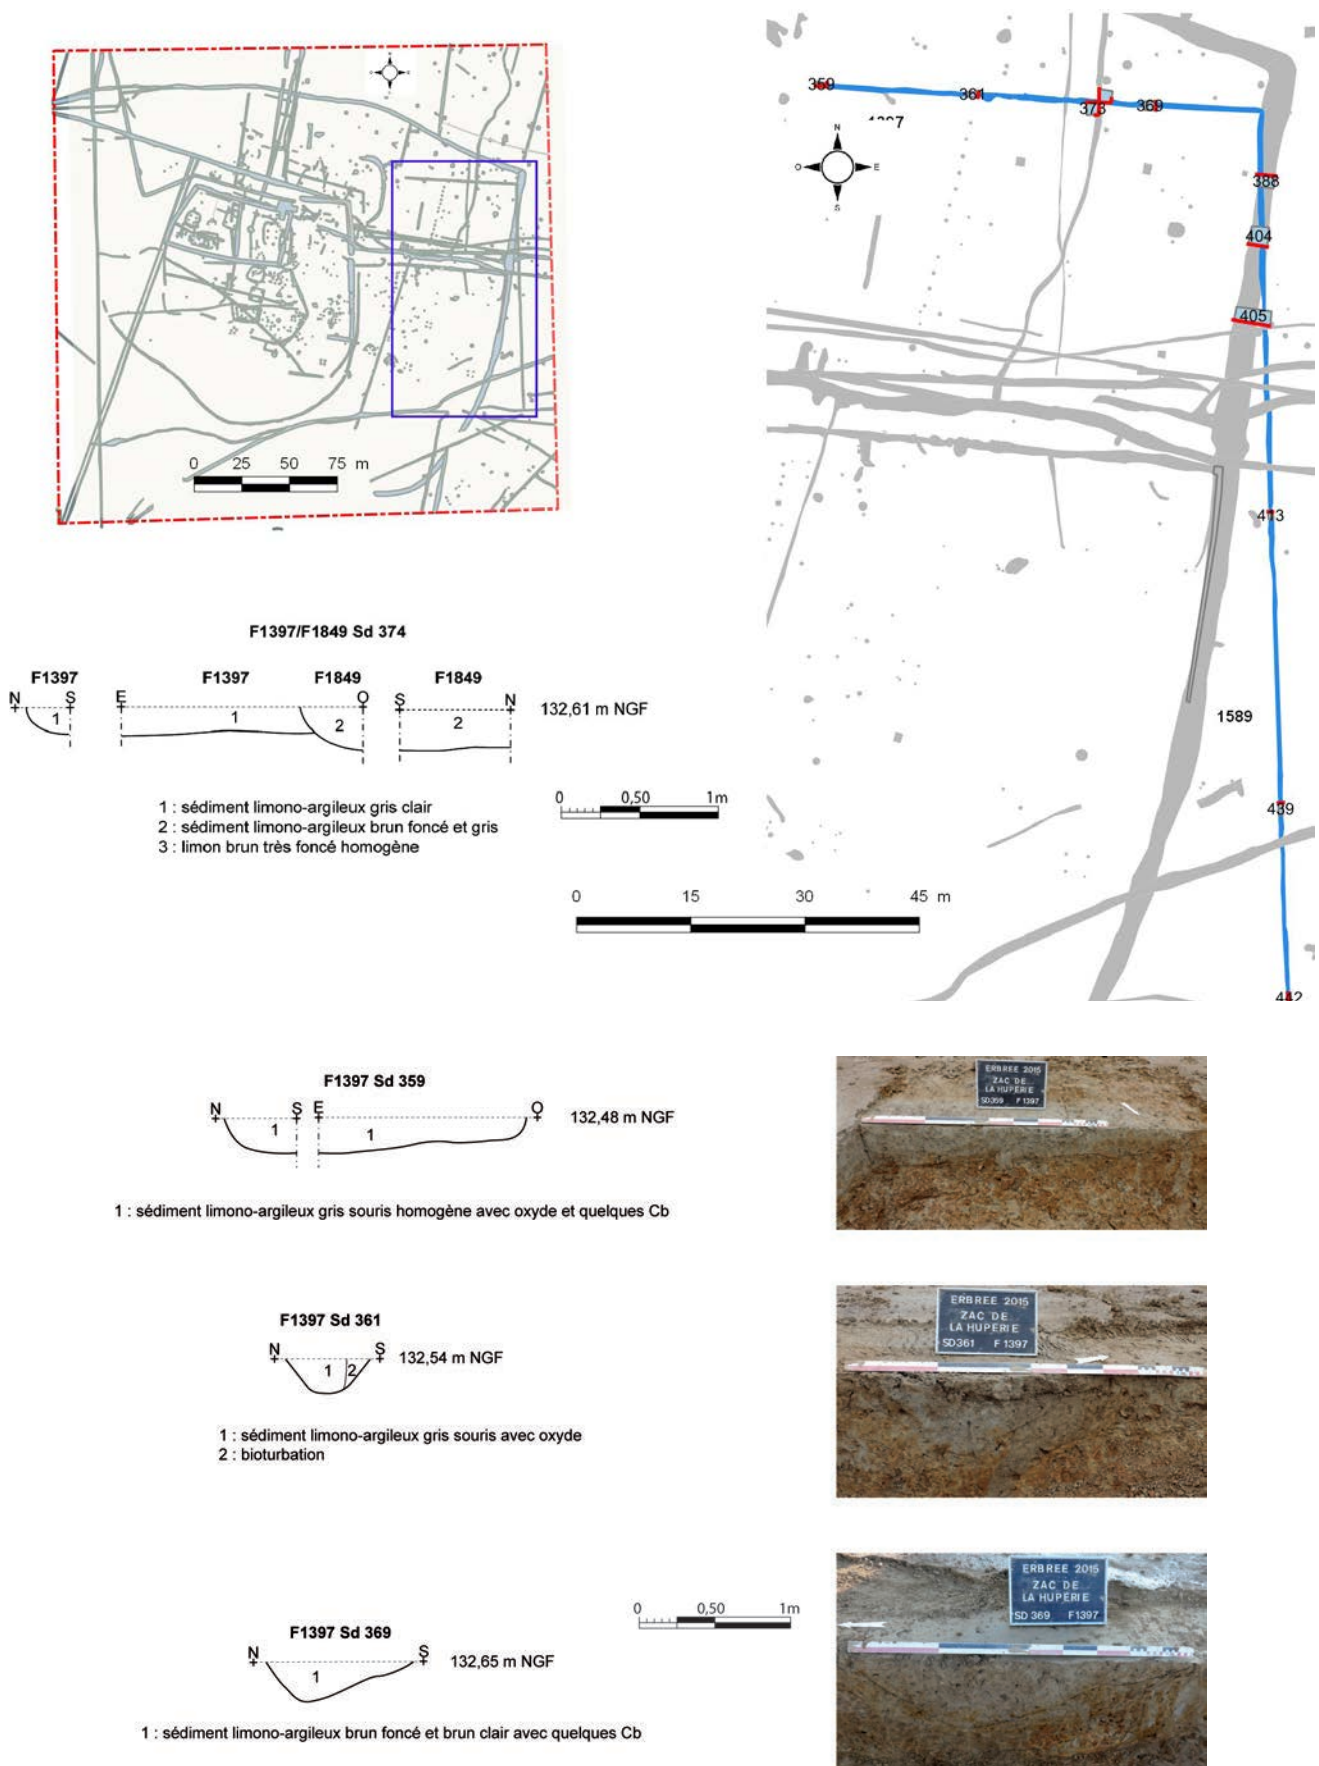 0 25 50 75 m
359
361
373
369
N
O E
S
388
404
405
413
1589
439
F1397/F1849 Sd 374
F1397 F1397 F1849 F1849
N S E O S N
132,61 m NGF
1 1 2 2
1 : sédiment limono-argileux gris clair
2 : sédiment limono-argileux brun foncé et gris
3 : limon brun très foncé homogène
0 0,50 1m
0 15 30 45 m
F1397 Sd 359
N S E O
132,48 m NGF
1 1
1 : sédiment limono-argileux gris souris homogène avec oxyde et quelques Cb
ERBREE 2015
ZAC DE
LA HUPERIE
SD359 F1397
F1397 Sd 361
N S
132,54 m NGF
1 2
1 : sédiment limono-argileux gris souris avec oxyde
2 : bioturbation
ERBREE 2015
ZAC DE
LA HUPERIE
SD361 F1397
0 0,50 1m
F1397 Sd 369
N S
132,65 m NGF
1
1 : sédiment limono-argileux brun foncé et brun clair avec quelques Cb
ERBREE 2015
ZAC DE
LA HUPERIE
SD 369 F1397